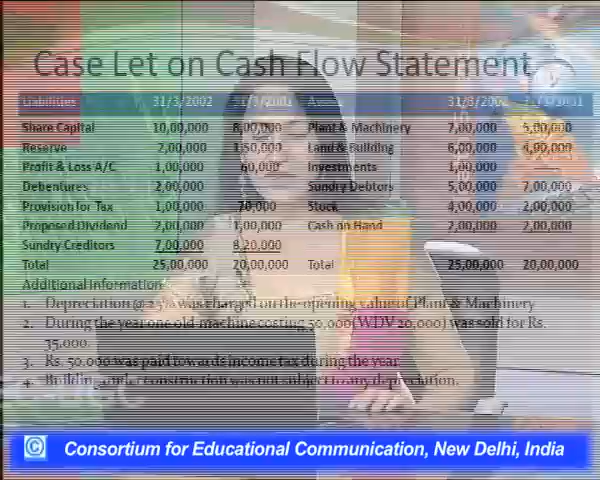 Case Let on Cash Flow Statement
Liabilities 31/3/2002 31/3/2001 Assets 31/3/2002 31/3/2001
Share Capital 10,00,000 8,00,000 Plant & Machinery 7,00,000 5,00,000
Reserve 2,00,000 1,50,000 Land & Building 6,00,000 4,00,000
Profit & Loss A/C 1,00,000 60,000 Investments 1,00,000
Debentures 2,00,000 Sundry Debtors 5,00,000 7,00,000
Provision for Tax 1,00,000 70,000 Stock 4,00,000 2,00,000
Proposed Dividend 2,00,000 1,00,000 Cash on Hand 2,00,000 2,00,000
Sundry Creditors 7,00,000 8,20,000
Total 25,00,000 20,00,000 Total 25,00,000 20,00,000
Additional Information
1. Depreciation @ 25% was charged on the opening value of Plant & Machinery
2. During the year one old machine costing 50,000(WDV 20,000) was sold for Rs.
35,000.
3. Rs. 50,000 was paid towards income tax during the year
4. Building under construction was not subject to any depreciation.
© Consortium for Educational Communication, New Delhi, India